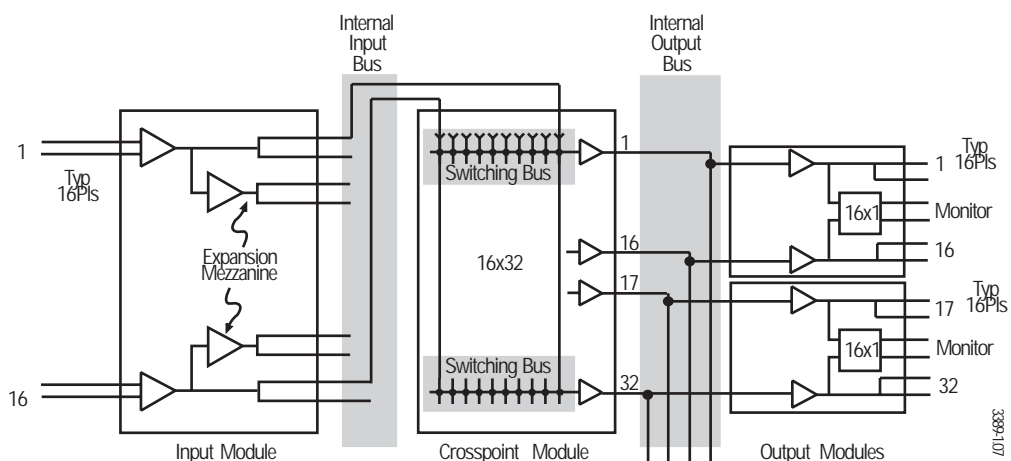 Internal
Input
Bus
Internal
Output
Bus
1
Typ
16Pls
Expansion
Mezzanine
16
Input Module
Switching Bus
16x32
Switching Bus
Crosspoint Module
1
16
17
32
1
Typ
16Pls
16x1
Monitor
16
17
Typ
16Pls
16x1
Monitor
32
Output Modules
3389-107